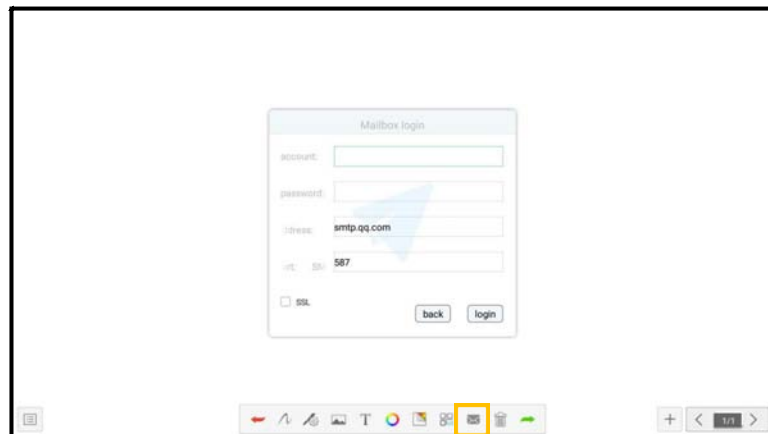 Mailbox login
account:
password:
smtp.qq.com
587
SSL
back login
T
1/1